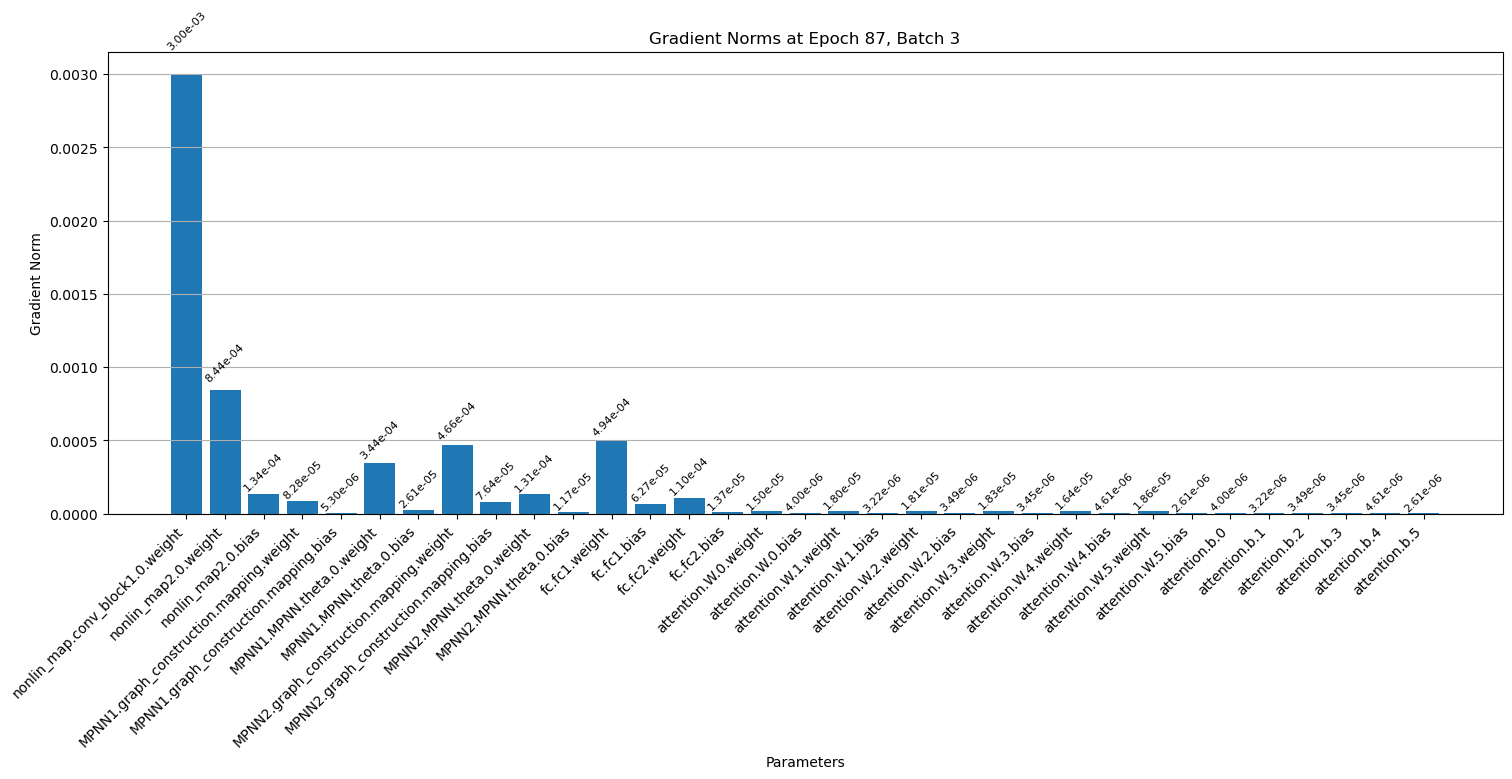 Gradient Norms at Epoch 87, Batch 3
Gradient Norm
0.0030
0.0025
0.0020
0.0015
0.0010
0.0005
0.0000
3.00e-03
8.44e-04
1.34e-04
8.28e-05
5.30e-06
3.44e-04
2.61e-05
4.66e-04
7.64e-05
1.31e-04
1.17e-05
4.94e-04
6.27e-05
1.10e-04
1.37e-05
1.50e-05
4.00e-06
1.80e-05
3.22e-06
1.81e-05
3.49e-06
1.83e-05
3.45e-06
1.64e-05
4.61e-06
1.86e-05
2.61e-06
4.00e-06
3.22e-06
3.49e-06
3.45e-06
4.61e-06
2.61e-06
nonlin_map.conv_block1.0.weight
nonlin_map2.0.weight
nonlin_map2.0.bias
MPNN1.graph_construction.mapping.weight
MPNN1.graph_construction.mapping.bias
MPNN1.MPNN.theta.0.weight
MPNN1.MPNN.theta.0.bias
MPNN2.graph_construction.mapping.weight
MPNN2.graph_construction.mapping.bias
MPNN2.MPNN.theta.0.weight
MPNN2.MPNN.theta.0.bias
fc.fc1.weight
fc.fc1.bias
fc.fc2.weight
fc.fc2.bias
attention.W.0.weight
attention.W.0.bias
attention.W.1.weight
attention.W.1.bias
attention.W.2.weight
attention.W.2.bias
attention.W.3.weight
attention.W.3.bias
attention.W.4.weight
attention.W.4.bias
attention.W.5.weight
attention.W.5.bias
attention.b.0
attention.b.1
attention.b.2
attention.b.3
attention.b.4
attention.b.5
Parameters